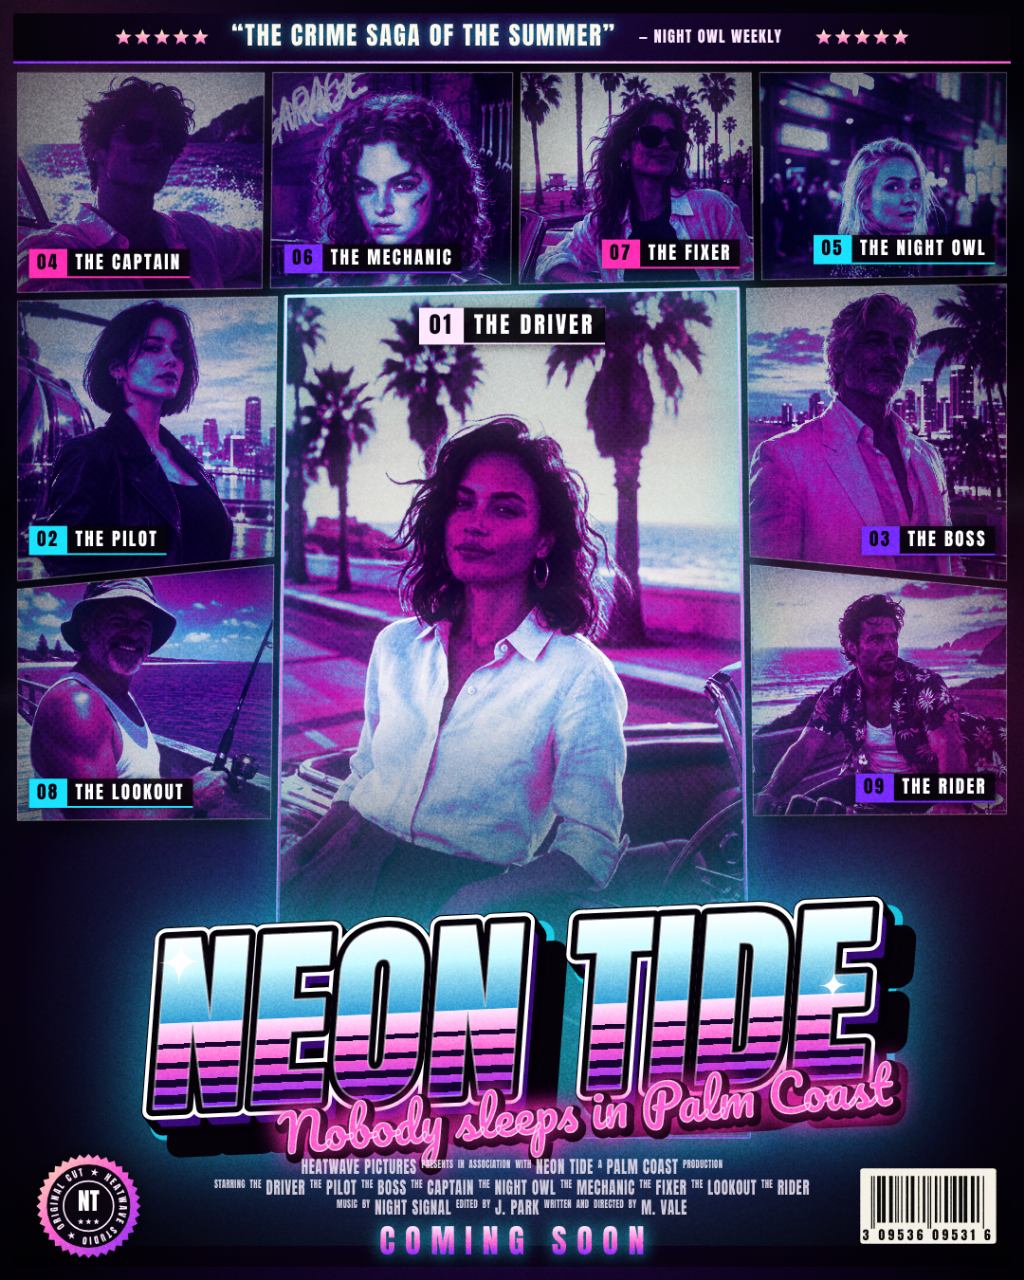 ★★★★★ “THE CRIME SAGA OF THE SUMMER” – NIGHT OWL WEEKLY ★★★★★
GARAGE
04 THE CAPTAIN
06 THE MECHANIC
07 THE FIXER
05 THE NIGHT OWL
01 THE DRIVER
02 THE PILOT
03 THE BOSS
08 THE LOOKOUT
09 THE RIDER
NEON TIDE
Nobody sleeps in Palm Coast
HEATWAVE PICTURES PRESENTS IN ASSOCIATION WITH NEON TIDE A PALM COAST PRODUCTION
STARRING THE DRIVER THE PILOT THE BOSS THE CAPTAIN THE NIGHT OWL THE MECHANIC THE FIXER THE LOOKOUT THE RIDER
MUSIC BY NIGHT SIGNAL EDITED BY J. PARK WRITTEN AND DIRECTED BY M. VALE
COMING SOON
ORIGINAL CUT ★ HEATWAVE STUDIO ★
NT
★★★
3 09536 09531 6